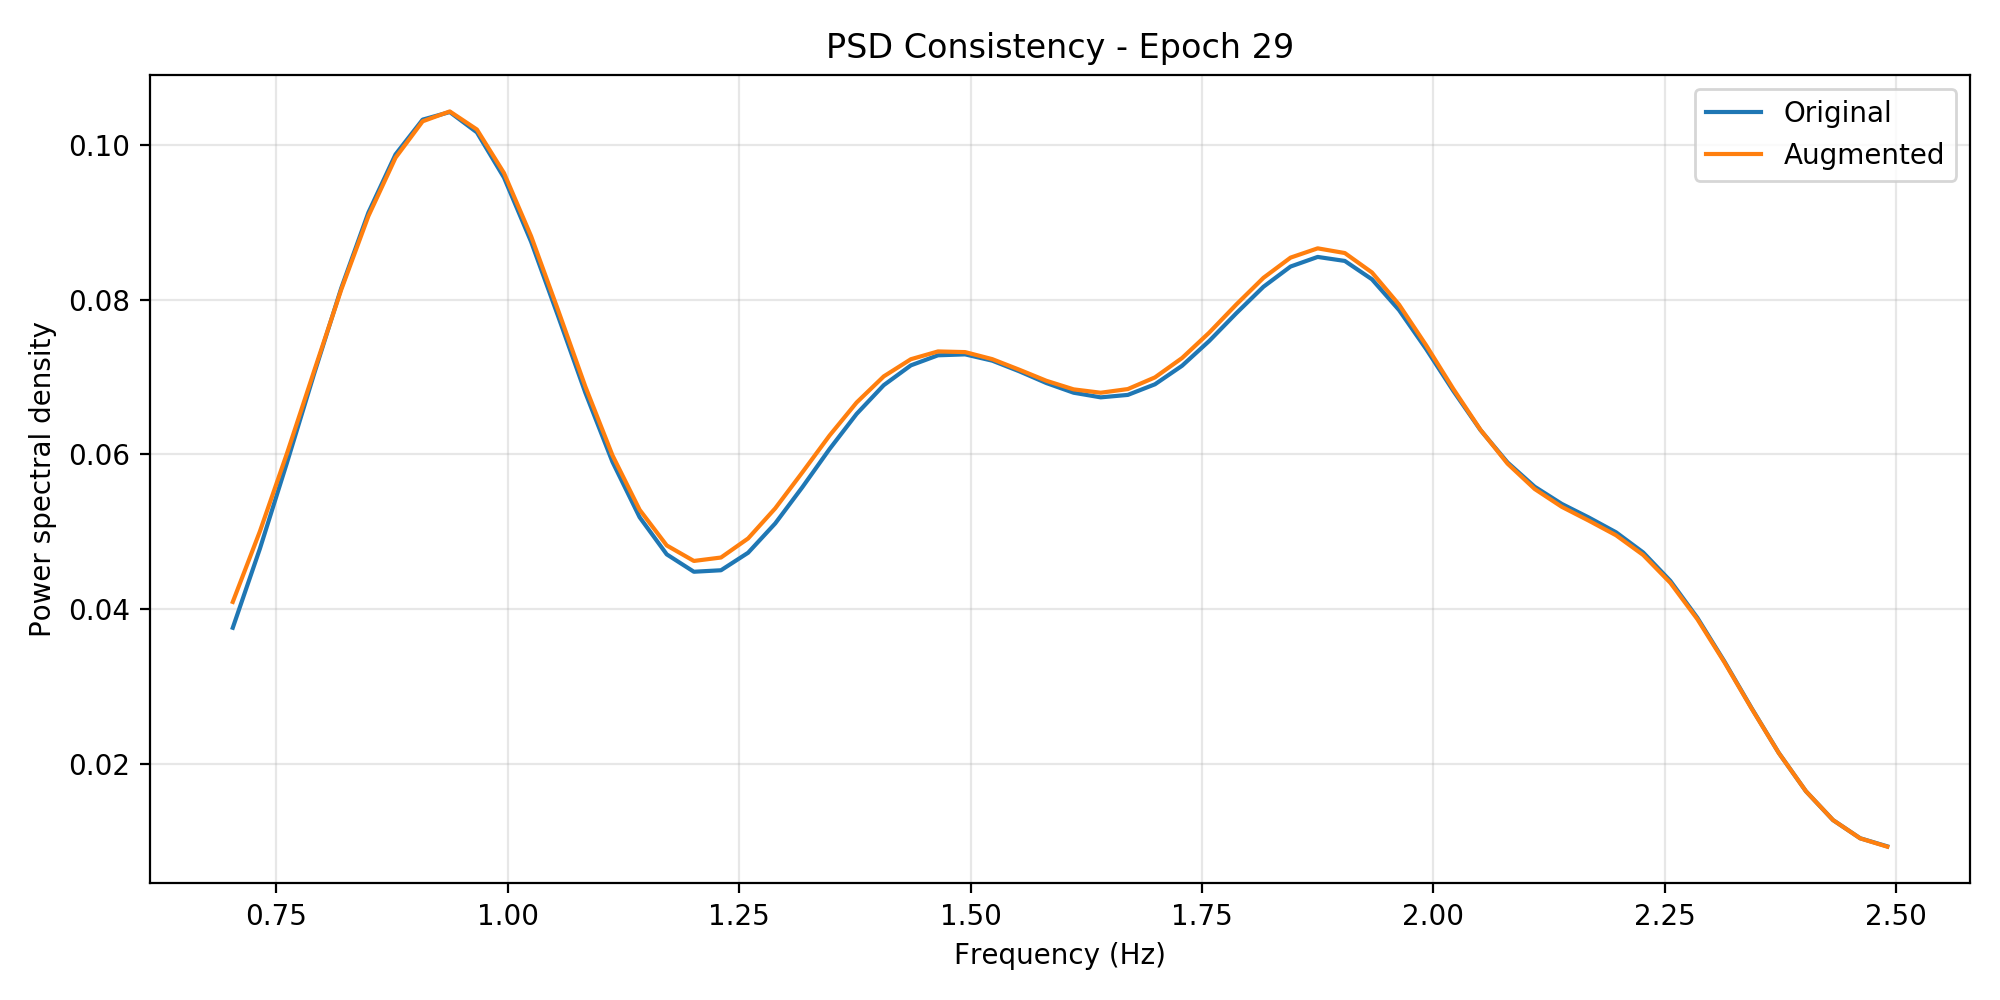 PSD Consistency - Epoch 29
Original
Augmented
Power spectral density
0.10
0.08
0.06
0.04
0.02
0.75 1.00 1.25 1.50 1.75 2.00 2.25 2.50
Frequency (Hz)